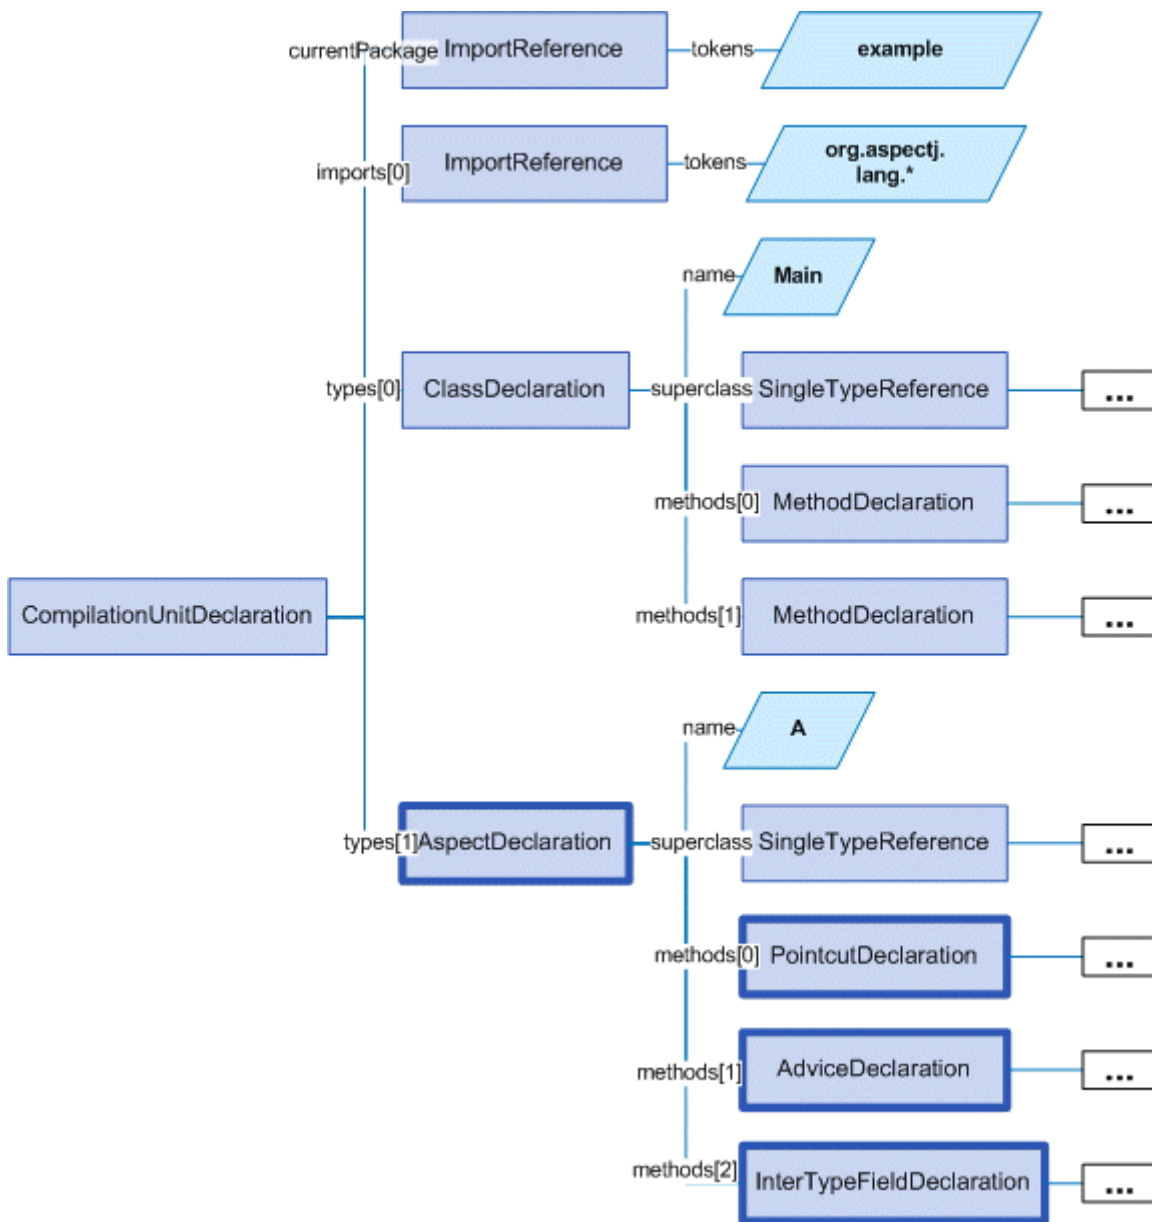 currentPackage ImportReference tokens example
imports[0] ImportReference tokens org.aspectj.
lang.*
name Main
types[0] ClassDeclaration superclass SingleTypeReference ...
methods[0] MethodDeclaration ...
CompilationUnitDeclaration methods[1] MethodDeclaration ...
name A
types[1] AspectDeclaration superclass SingleTypeReference ...
methods[0] PointcutDeclaration ...
methods[1] AdviceDeclaration ...
methods[2] InterTypeFieldDeclaration ...